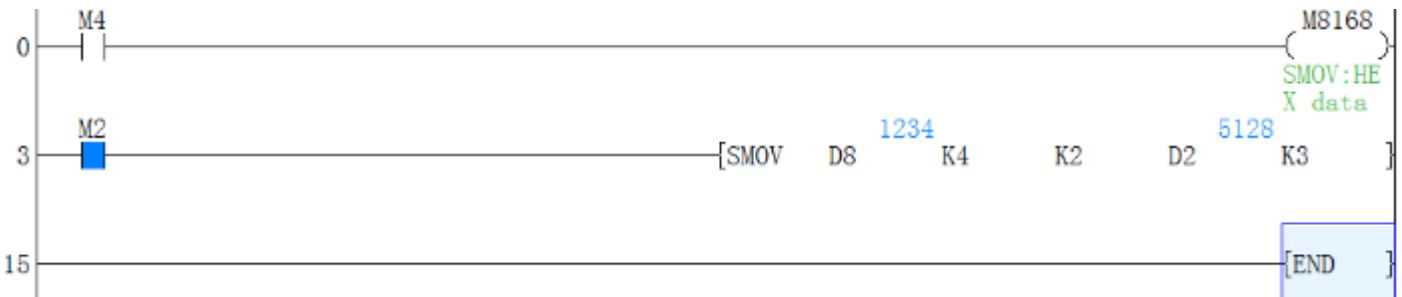 M4 M8168
0 ( )
SMOV:HE
X data
M2 1234 5128
3 [SMOV D8 K4 K2 D2 K3 ]
15 [END ]